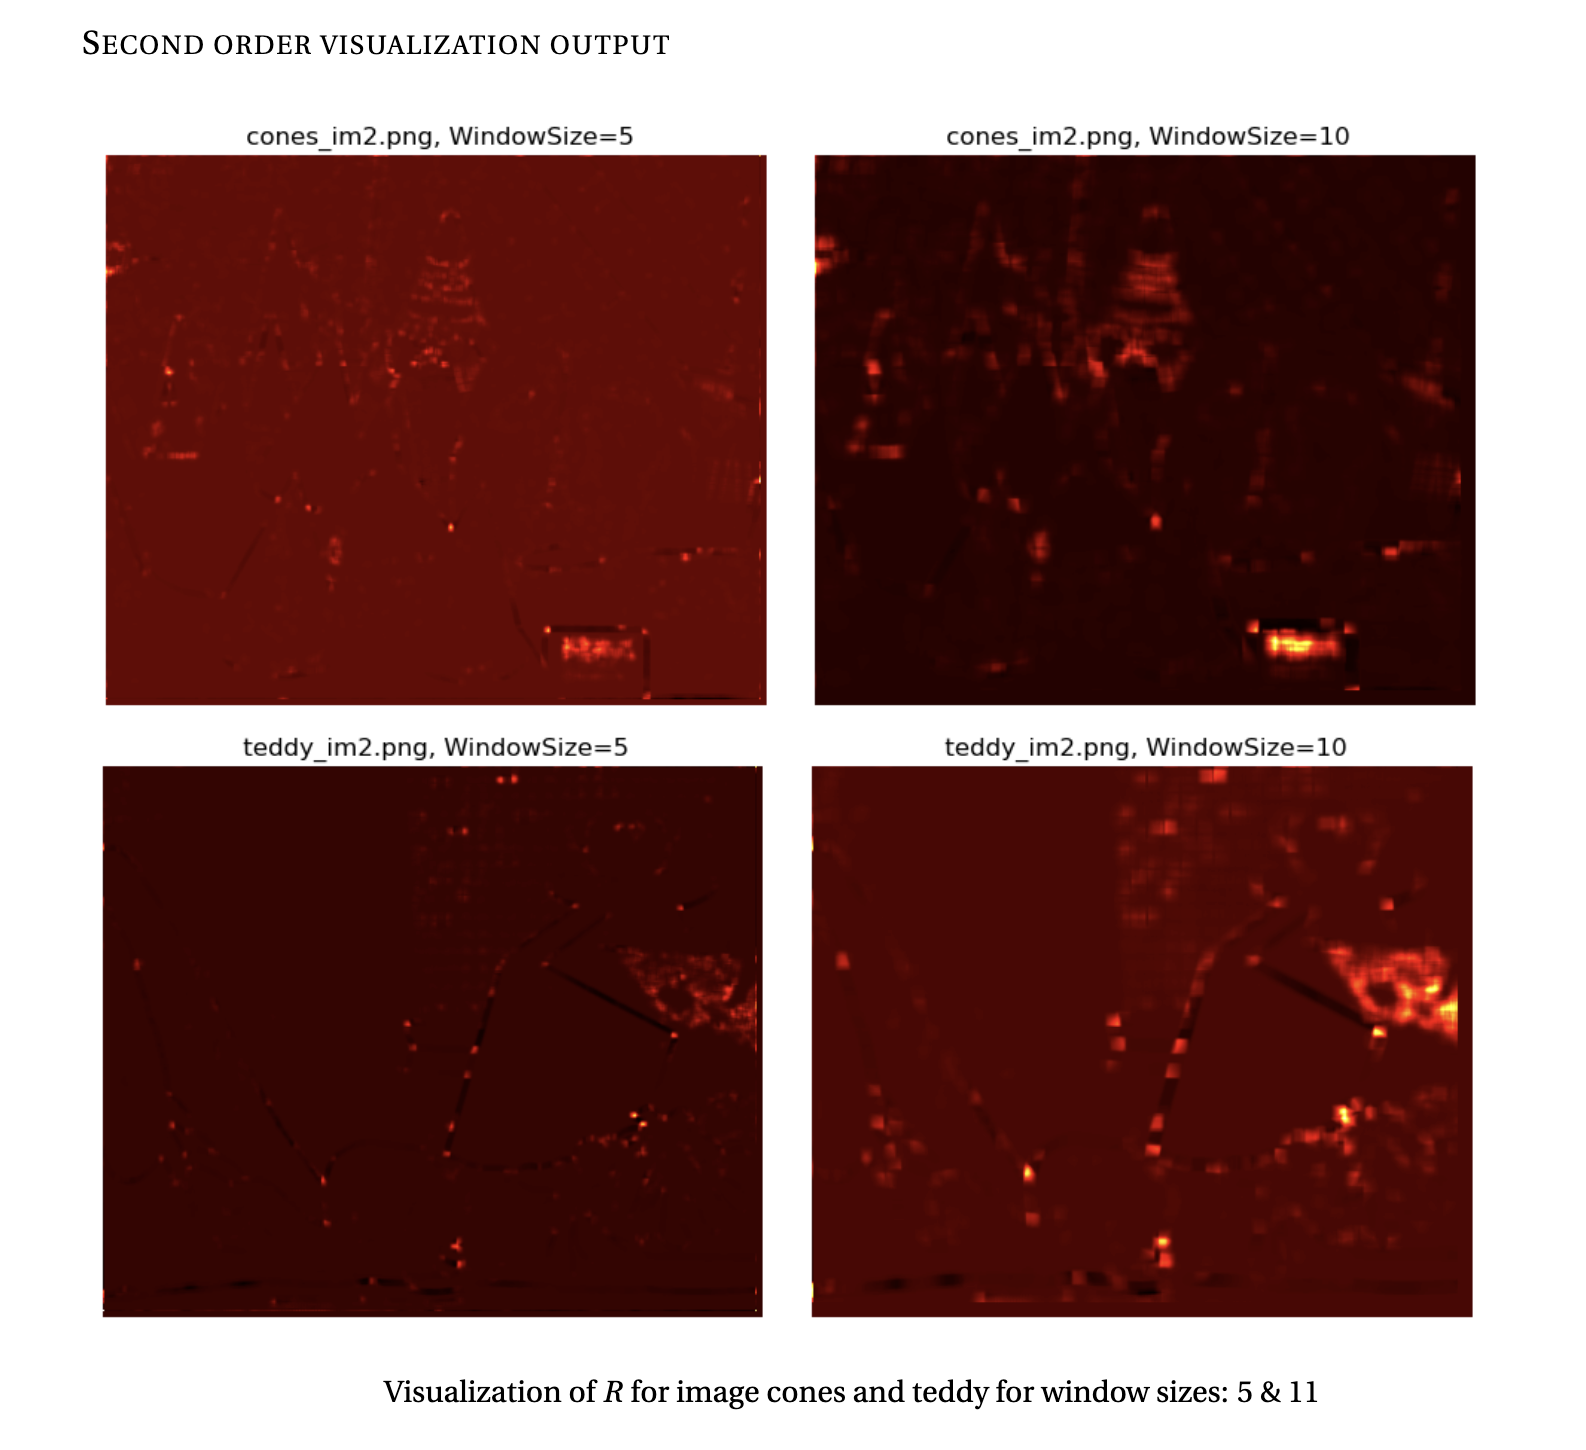 SECOND ORDER VISUALIZATION OUTPUT
cones_im2.png, WindowSize=5
cones_im2.png, WindowSize=10
teddy_im2.png, WindowSize=5
teddy_im2.png, WindowSize=10
Visualization of R for image cones and teddy for window sizes: 5 & 11